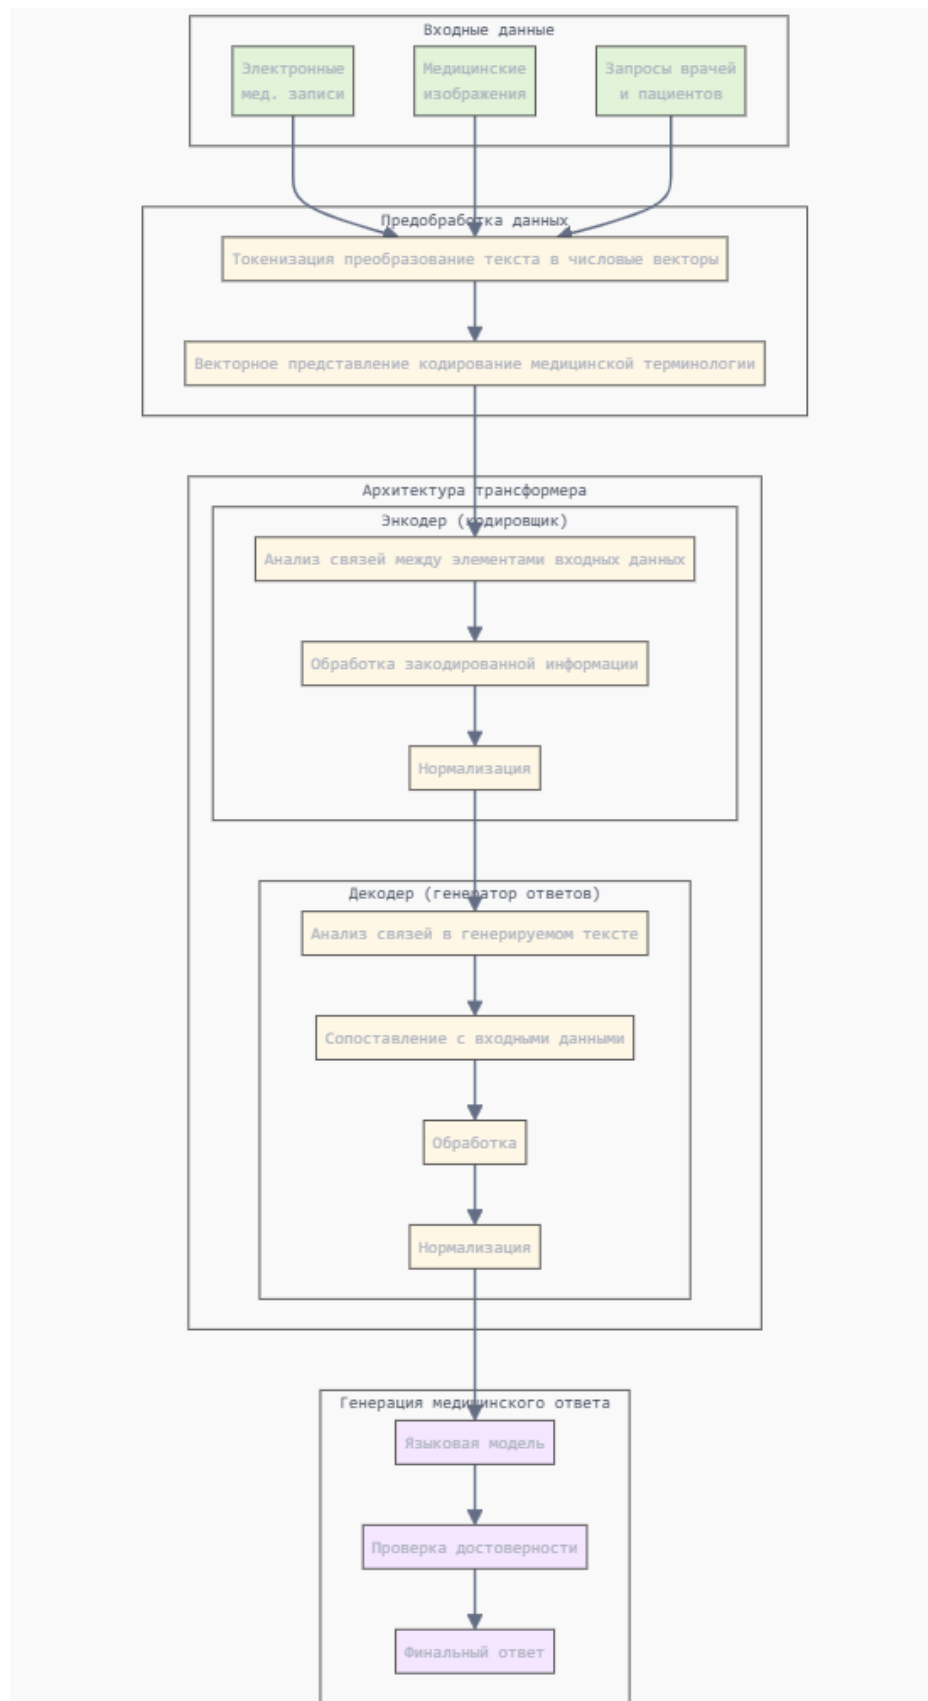 Входные данные
Электронные
мед. записи
Медицинские
изображения
Запросы врачей
и пациентов
Предобработка данных
Токенизация преобразование текста в числовые векторы
Векторное представление кодирование медицинской терминологии
Архитектура трансформера
Энкодер (кодировщик)
Анализ связей между элементами входных данных
Обработка закодированной информации
Нормализация
Декодер (генератор ответов)
Анализ связей в генерируемом тексте
Сопоставление с входными данными
Обработка
Нормализация
Генерация медицинского ответа
Языковая модель
Проверка достоверности
Финальный ответ